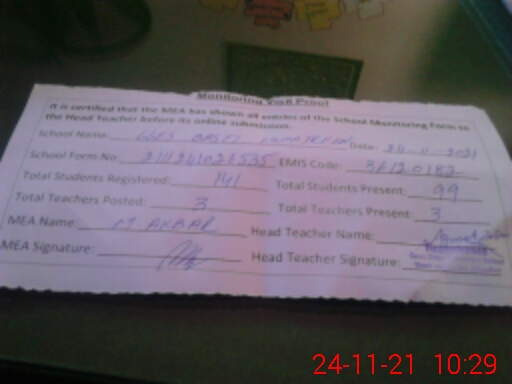 Monitoring Visit Proof
It is certified that the MEA has shown all entries of the School Monitoring Form to
the Head Teacher before its online submission.
School Name: GGES BASTI Date: 24-11-2021
School Form No: EMIS Code: 36120182
Total Students Registered: 141 Total Students Present: 99
Total Teachers Posted: 3 Total Teachers Present: 3
MEA Name: M AKBAR Head Teacher Name:
MEA Signature: Head Teacher Signature:
24-11-21 10:29